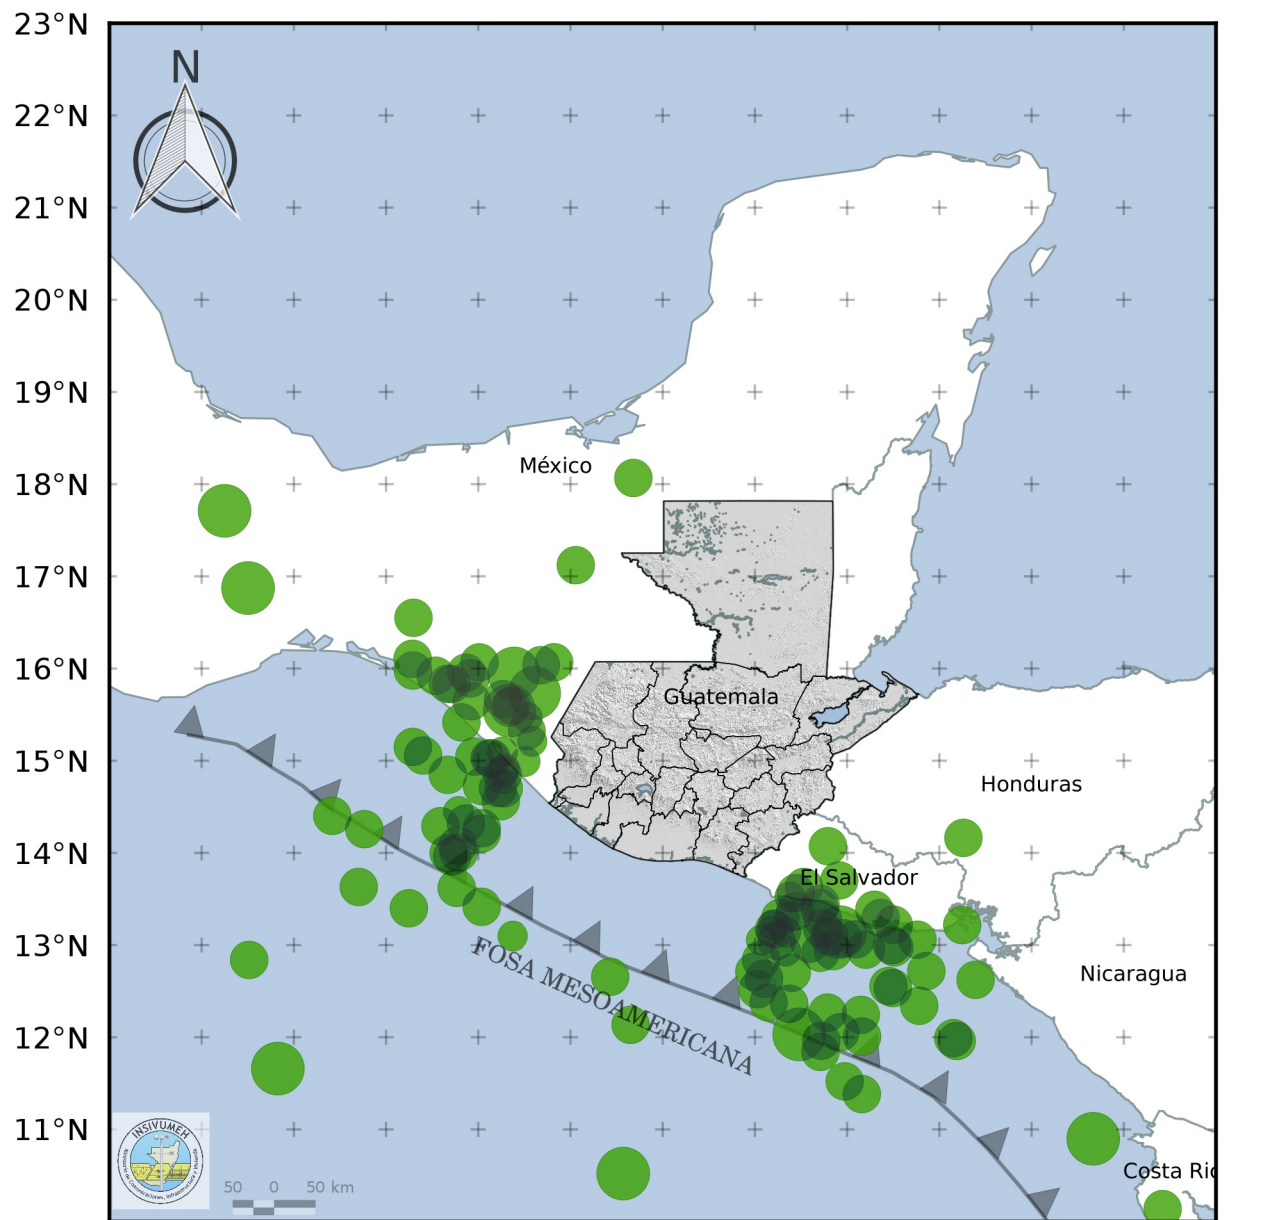 23°N
N
22°N
21°N
20°N
19°N
México
18°N
17°N
16°N
Guatemala
15°N
Honduras
14°N
El Salvador
13°N
Nicaragua
FOSA MESOAMERICANA
12°N
11°N
INSIVUMEH
Costa Ric
50 0 50 km